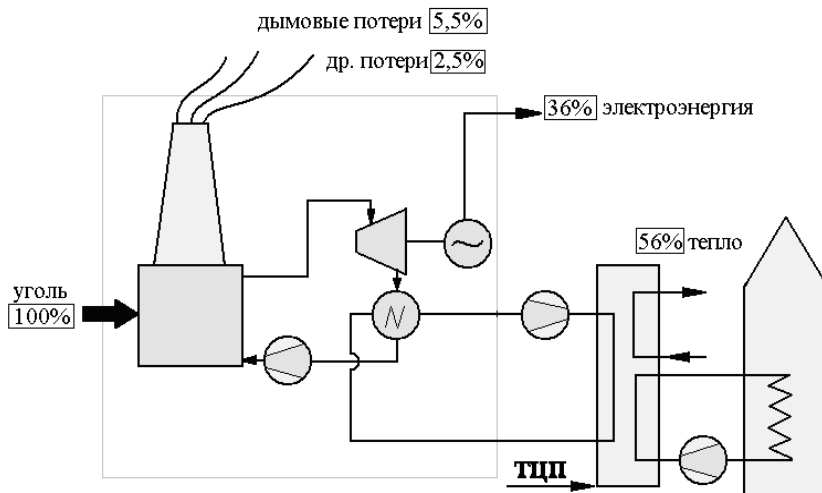 дымовые потери 5,5%
др. потери 2,5%
36% электроэнергия
56% тепло
уголь
100%
ТЦП